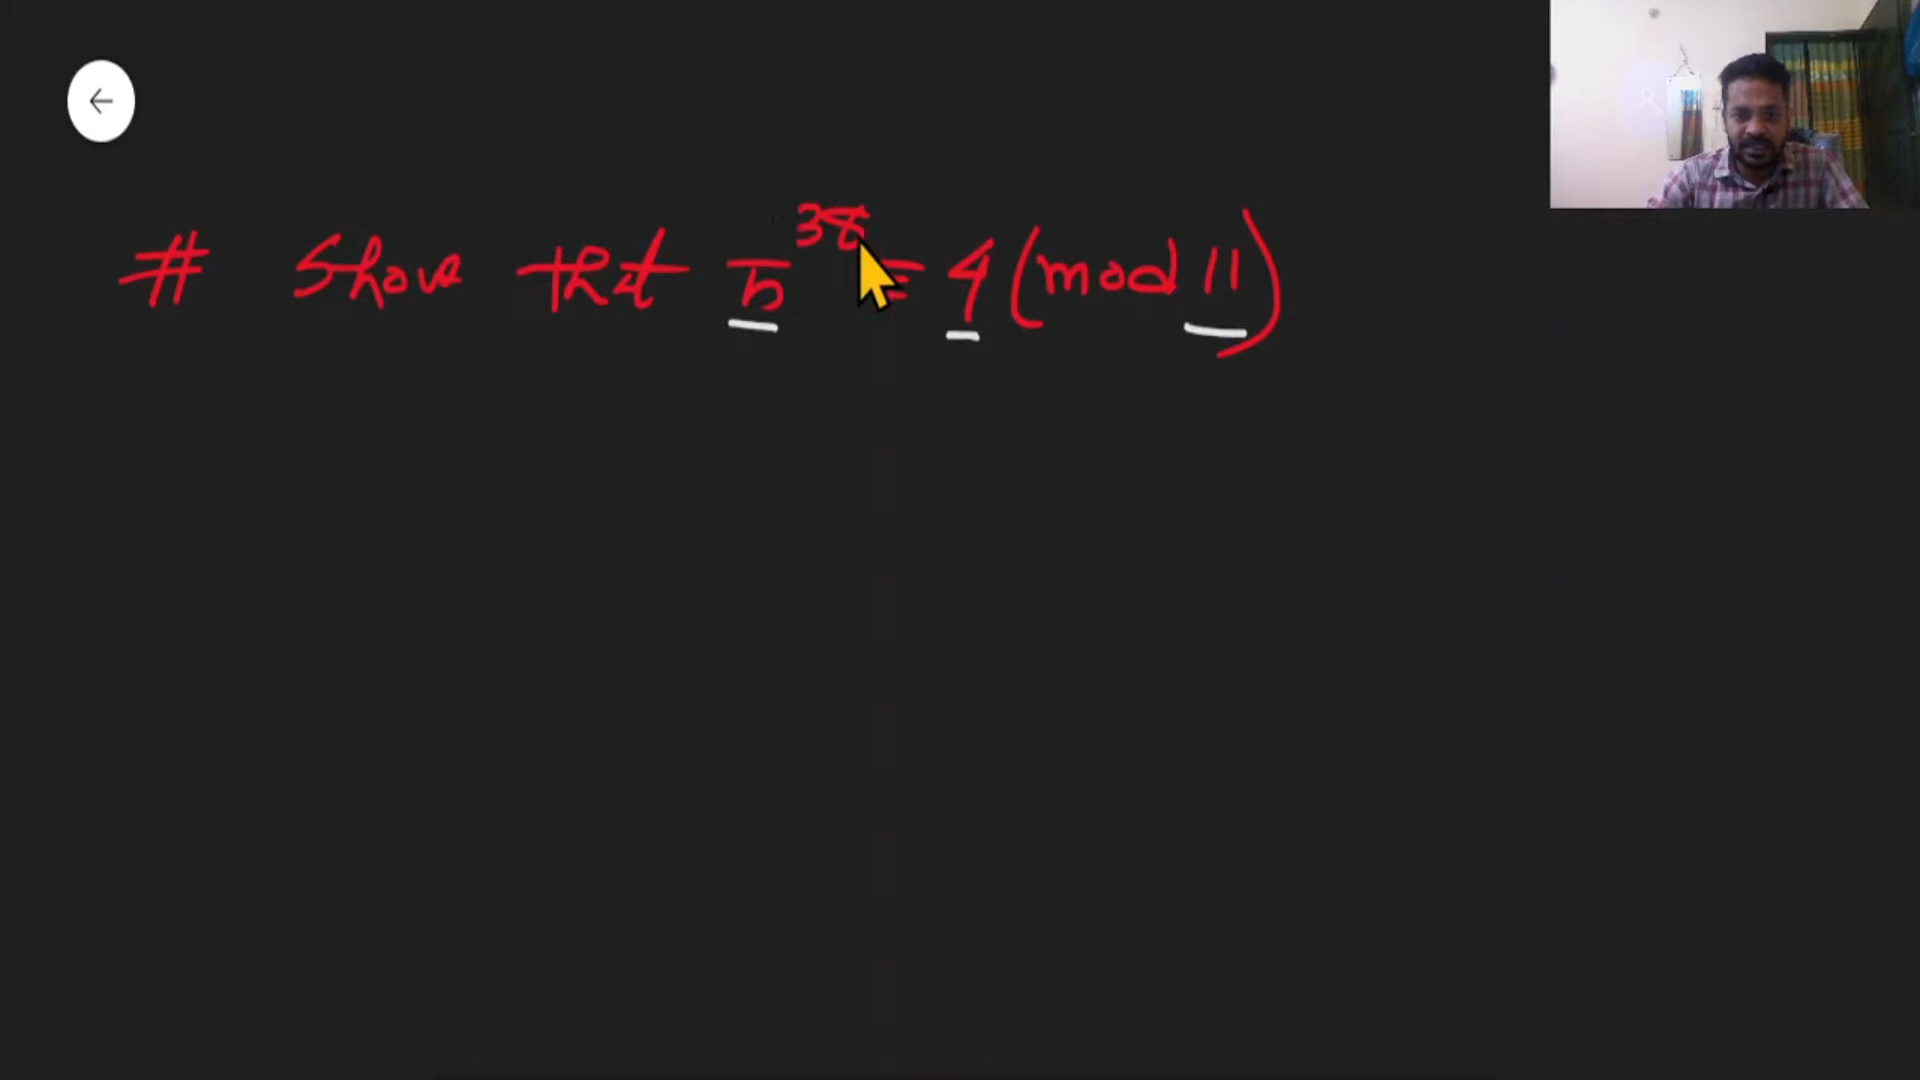 # Show that 5^38 ≡ 4 (mod 11)